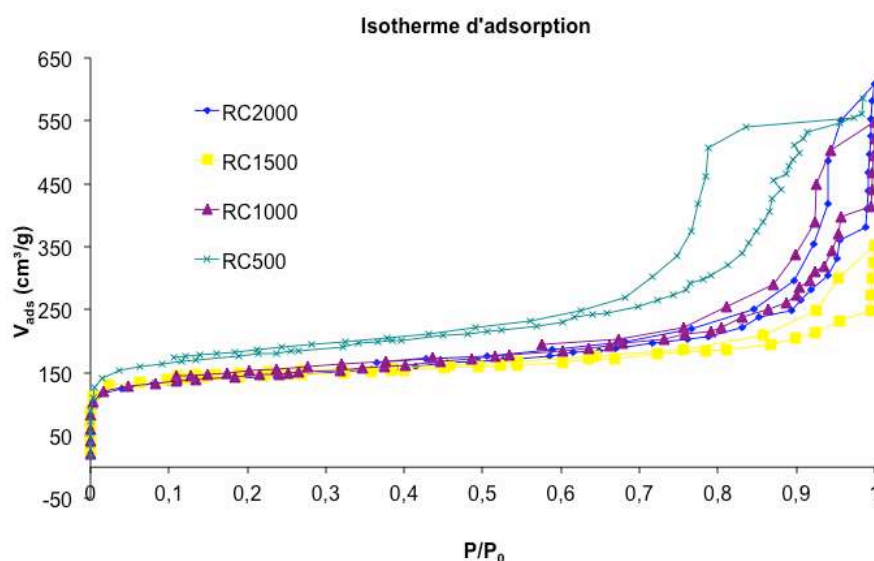 Isotherme d'adsorption
650
550
450
350
250
150
50
-50
V_ads (cm³/g)
RC2000
RC1500
RC1000
RC500
0 0,1 0,2 0,3 0,4 0,5 0,6 0,7 0,8 0,9 1
P/P₀